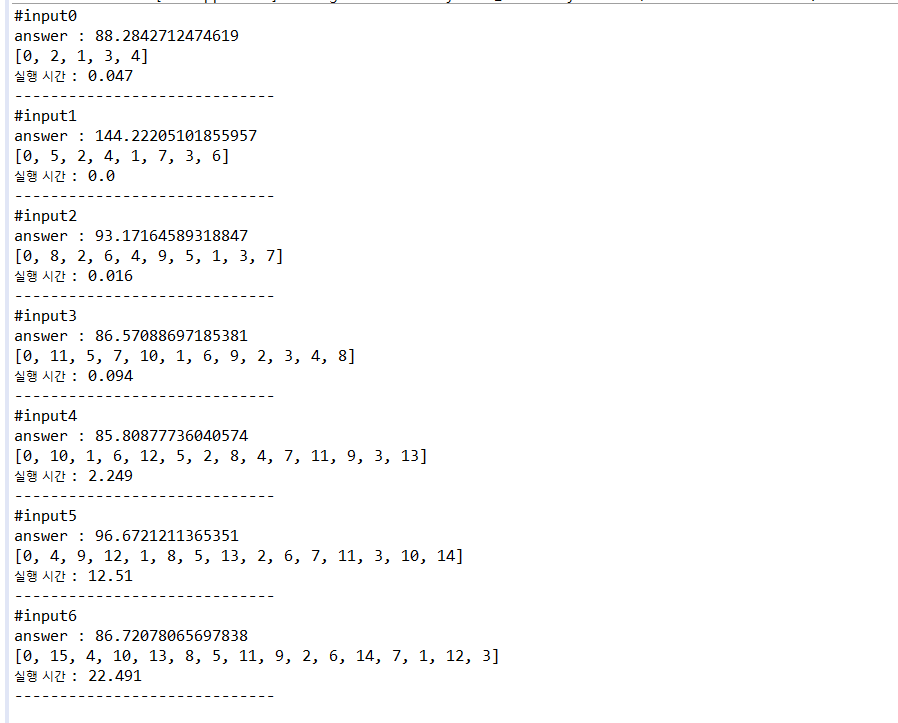 #input0
answer : 88.2842712474619
[0, 2, 1, 3, 4]
실행 시간 : 0.047
-----------------------------
#input1
answer : 144.22205101855957
[0, 5, 2, 4, 1, 7, 3, 6]
실행 시간 : 0.0
-----------------------------
#input2
answer : 93.17164589318847
[0, 8, 2, 6, 4, 9, 5, 1, 3, 7]
실행 시간 : 0.016
-----------------------------
#input3
answer : 86.57088697185381
[0, 11, 5, 7, 10, 1, 6, 9, 2, 3, 4, 8]
실행 시간 : 0.094
-----------------------------
#input4
answer : 85.80877736040574
[0, 10, 1, 6, 12, 5, 2, 8, 4, 7, 11, 9, 3, 13]
실행 시간 : 2.249
-----------------------------
#input5
answer : 96.6721211365351
[0, 4, 9, 12, 1, 8, 5, 13, 2, 6, 7, 11, 3, 10, 14]
실행 시간 : 12.51
-----------------------------
#input6
answer : 86.72078065697838
[0, 15, 4, 10, 13, 8, 5, 11, 9, 2, 6, 14, 7, 1, 12, 3]
실행 시간 : 22.491
-----------------------------